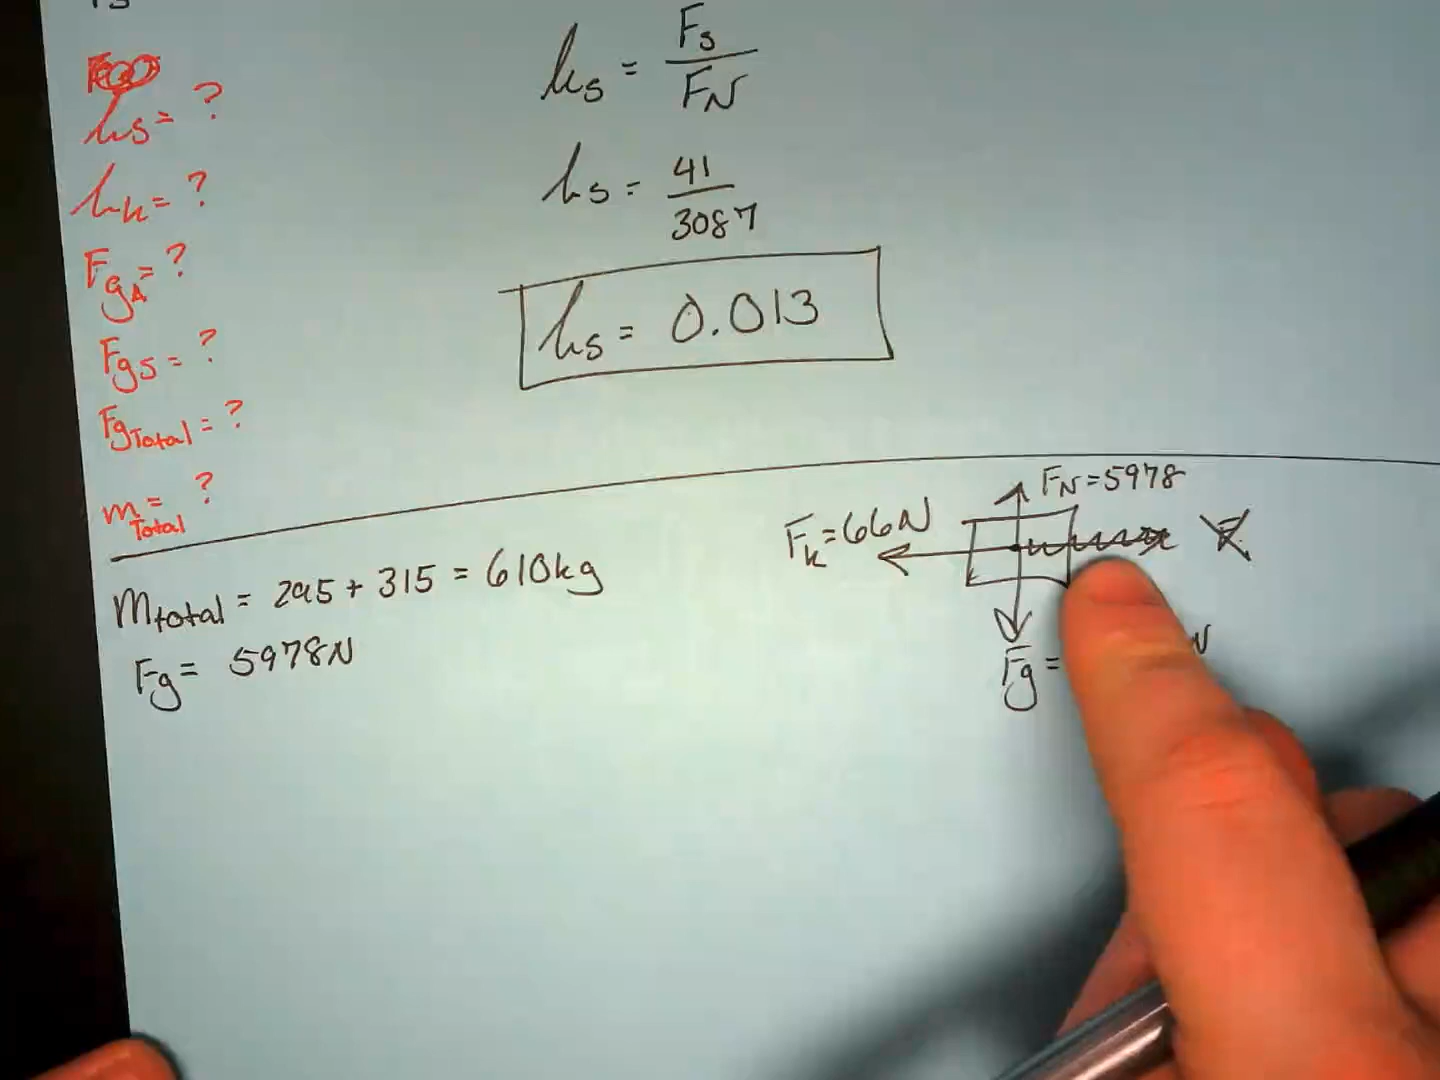 μs = ?
μk = ?
FgA = ?
Fgs = ?
FgTotal = ?
mTotal = ?
μs = Fs / FN
μs = 41 / 3087
μs = 0.013
mtotal = 295 + 315 = 610kg
Fg = 5978N
FN = 5978
Fk = 66N
Fg =
N